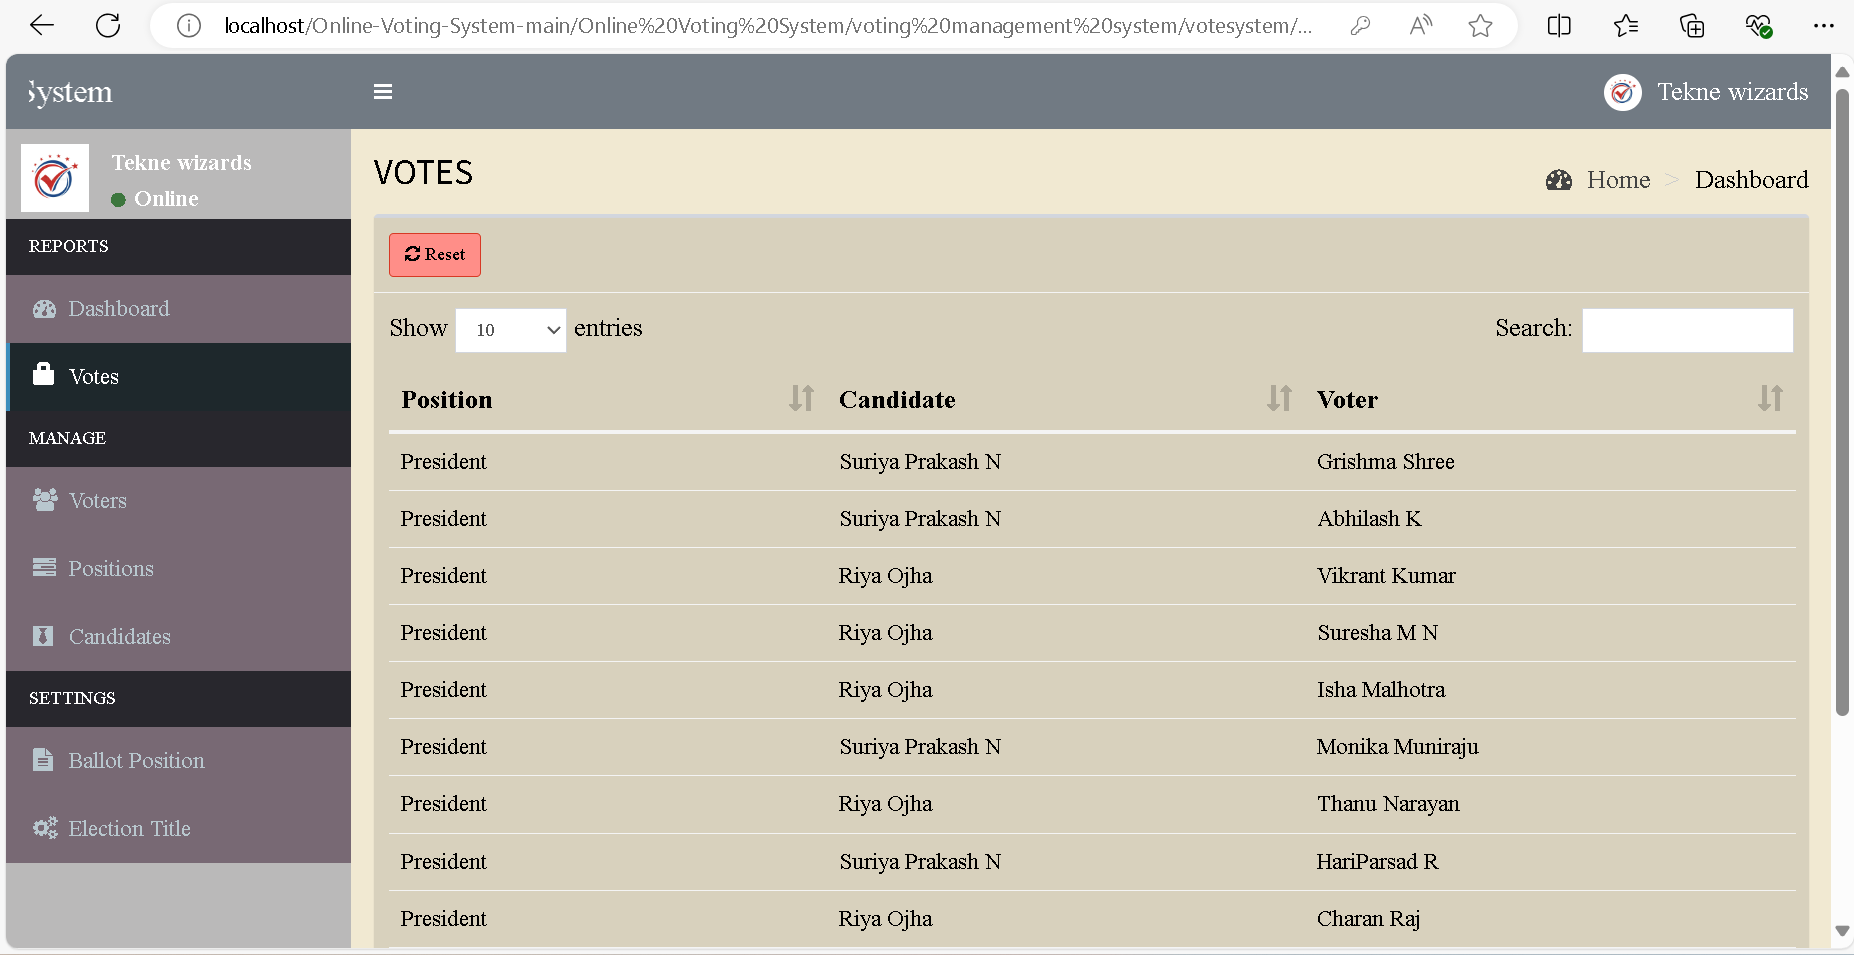 localhost/Online-Voting-System-main/Online%20Voting%20System/voting%20management%20system/votesystem/...
System
Tekne wizards
Tekne wizards
Online
VOTES
Home > Dashboard
REPORTS
Reset
Dashboard
Show 10 entries
Search:
Votes
Position Candidate Voter
MANAGE
President Suriya Prakash N Grishma Shree
Voters
President Suriya Prakash N Abhilash K
Positions
President Riya Ojha Vikrant Kumar
Candidates
President Riya Ojha Suresha M N
SETTINGS
President Riya Ojha Isha Malhotra
Ballot Position
President Suriya Prakash N Monika Muniraju
Election Title
President Riya Ojha Thanu Narayan
President Suriya Prakash N HariParsad R
President Riya Ojha Charan Raj